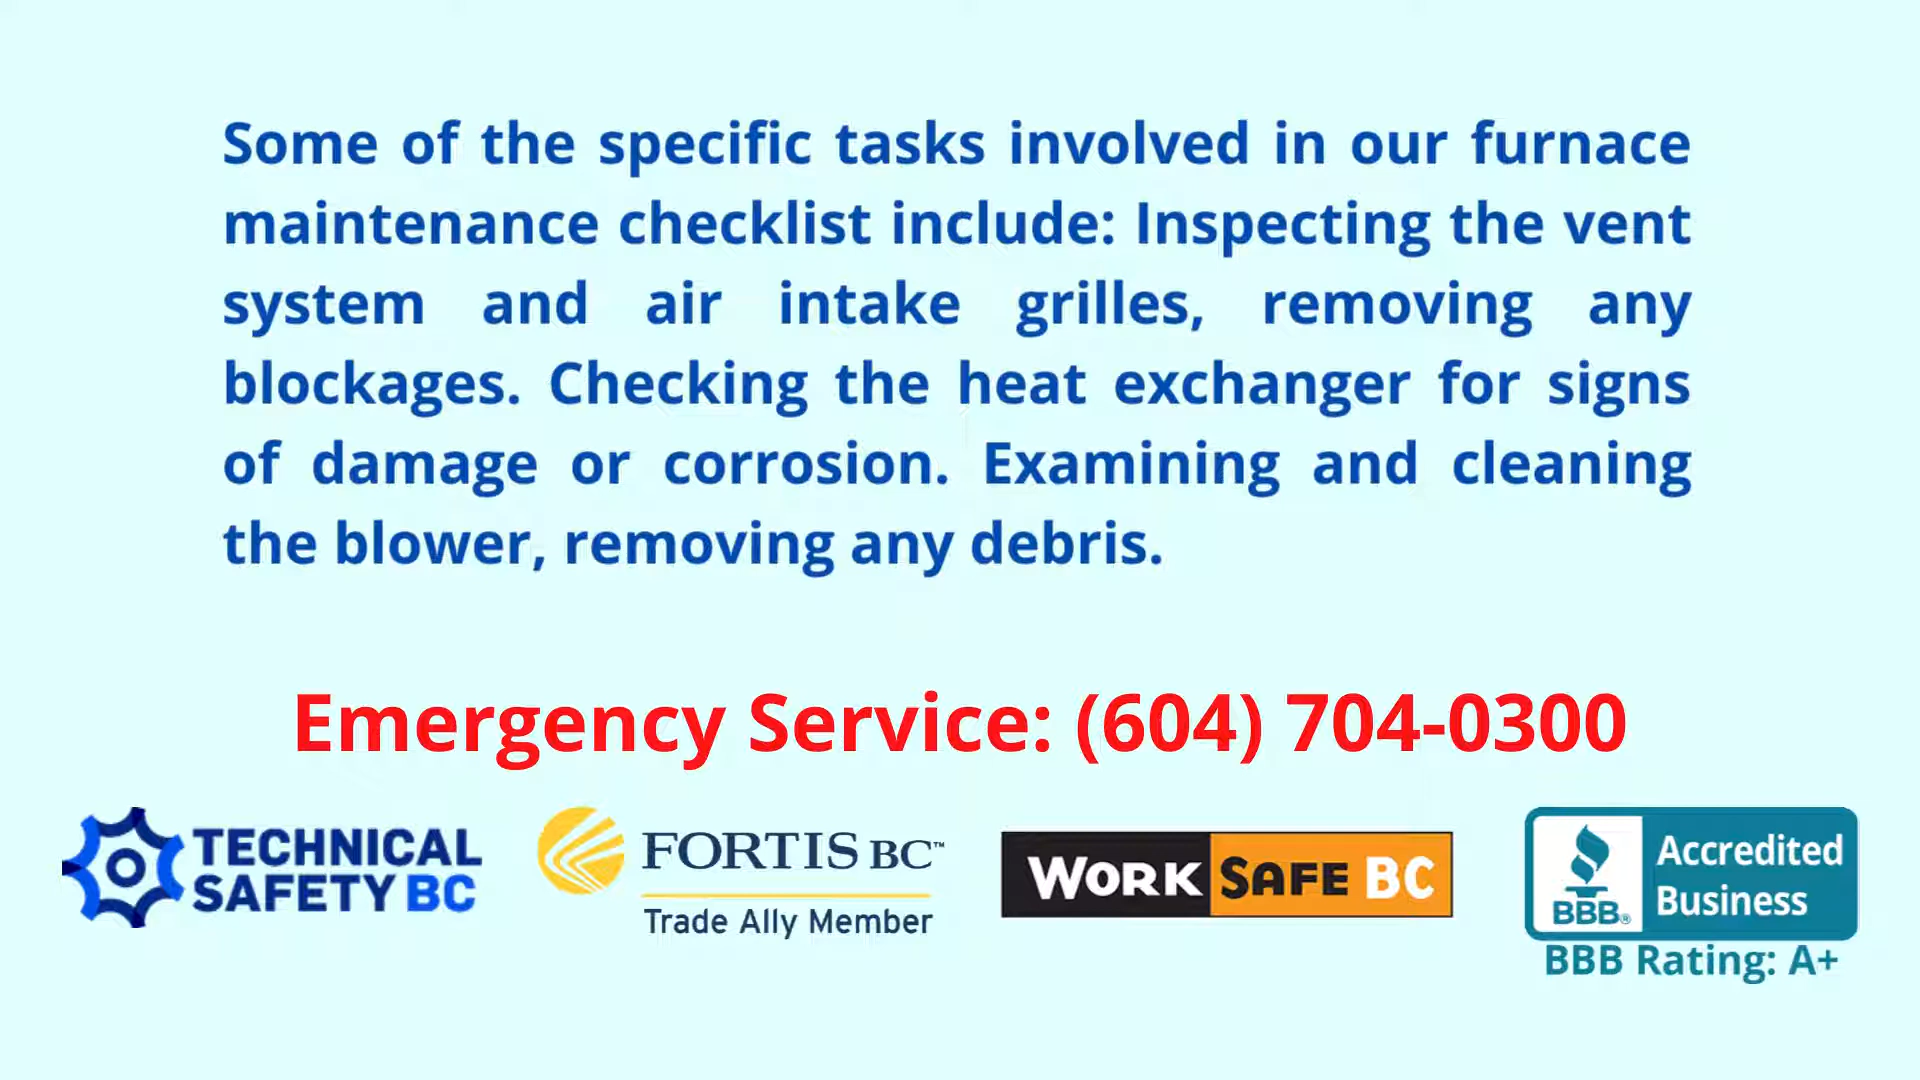 Some of the specific tasks involved in our furnace
maintenance checklist include: Inspecting the vent
system and air intake grilles, removing any
blockages. Checking the heat exchanger for signs
of damage or corrosion. Examining and cleaning
the blower, removing any debris.
Emergency Service: (604) 704-0300
TECHNICAL
SAFETY BC
FORTIS BC™
Trade Ally Member
WORK SAFE BC
BBB®
Accredited
Business
BBB Rating: A+